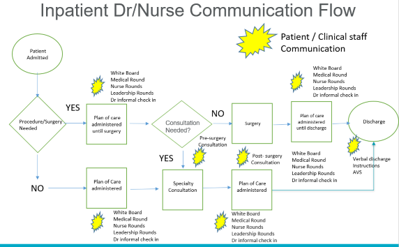 Inpatient Dr/Nurse Communication Flow
Patient / Clinical staff
Communication
Patient
Admitted
White Board
Medical Round
Nurse Rounds
Leadership Rounds
Dr informal check in
White Board
Medical Round
Nurse Rounds
Leadership Rounds
Dr informal check in
Procedure/Surgery
Needed
YES
Plan of care
administered
until surgery
Consultation
Needed?
NO
Surgery
Plan of care
administered
until discharge
Discharge
Pre-surgery
Consultation
YES
Post- surgery
Consultation
White Board
Medical Round
Nurse Rounds
Leadership Rounds
Dr informal check in
Verbal discharge
instructions
AVS
NO
Plan of Care
administered
Specialty
Consultation
Plan of Care
administered
White Board
Medical Round
Nurse Rounds
Leadership Rounds
Dr informal check in
White Board
Medical Round
Nurse Rounds
Leadership Rounds
Dr informal check in